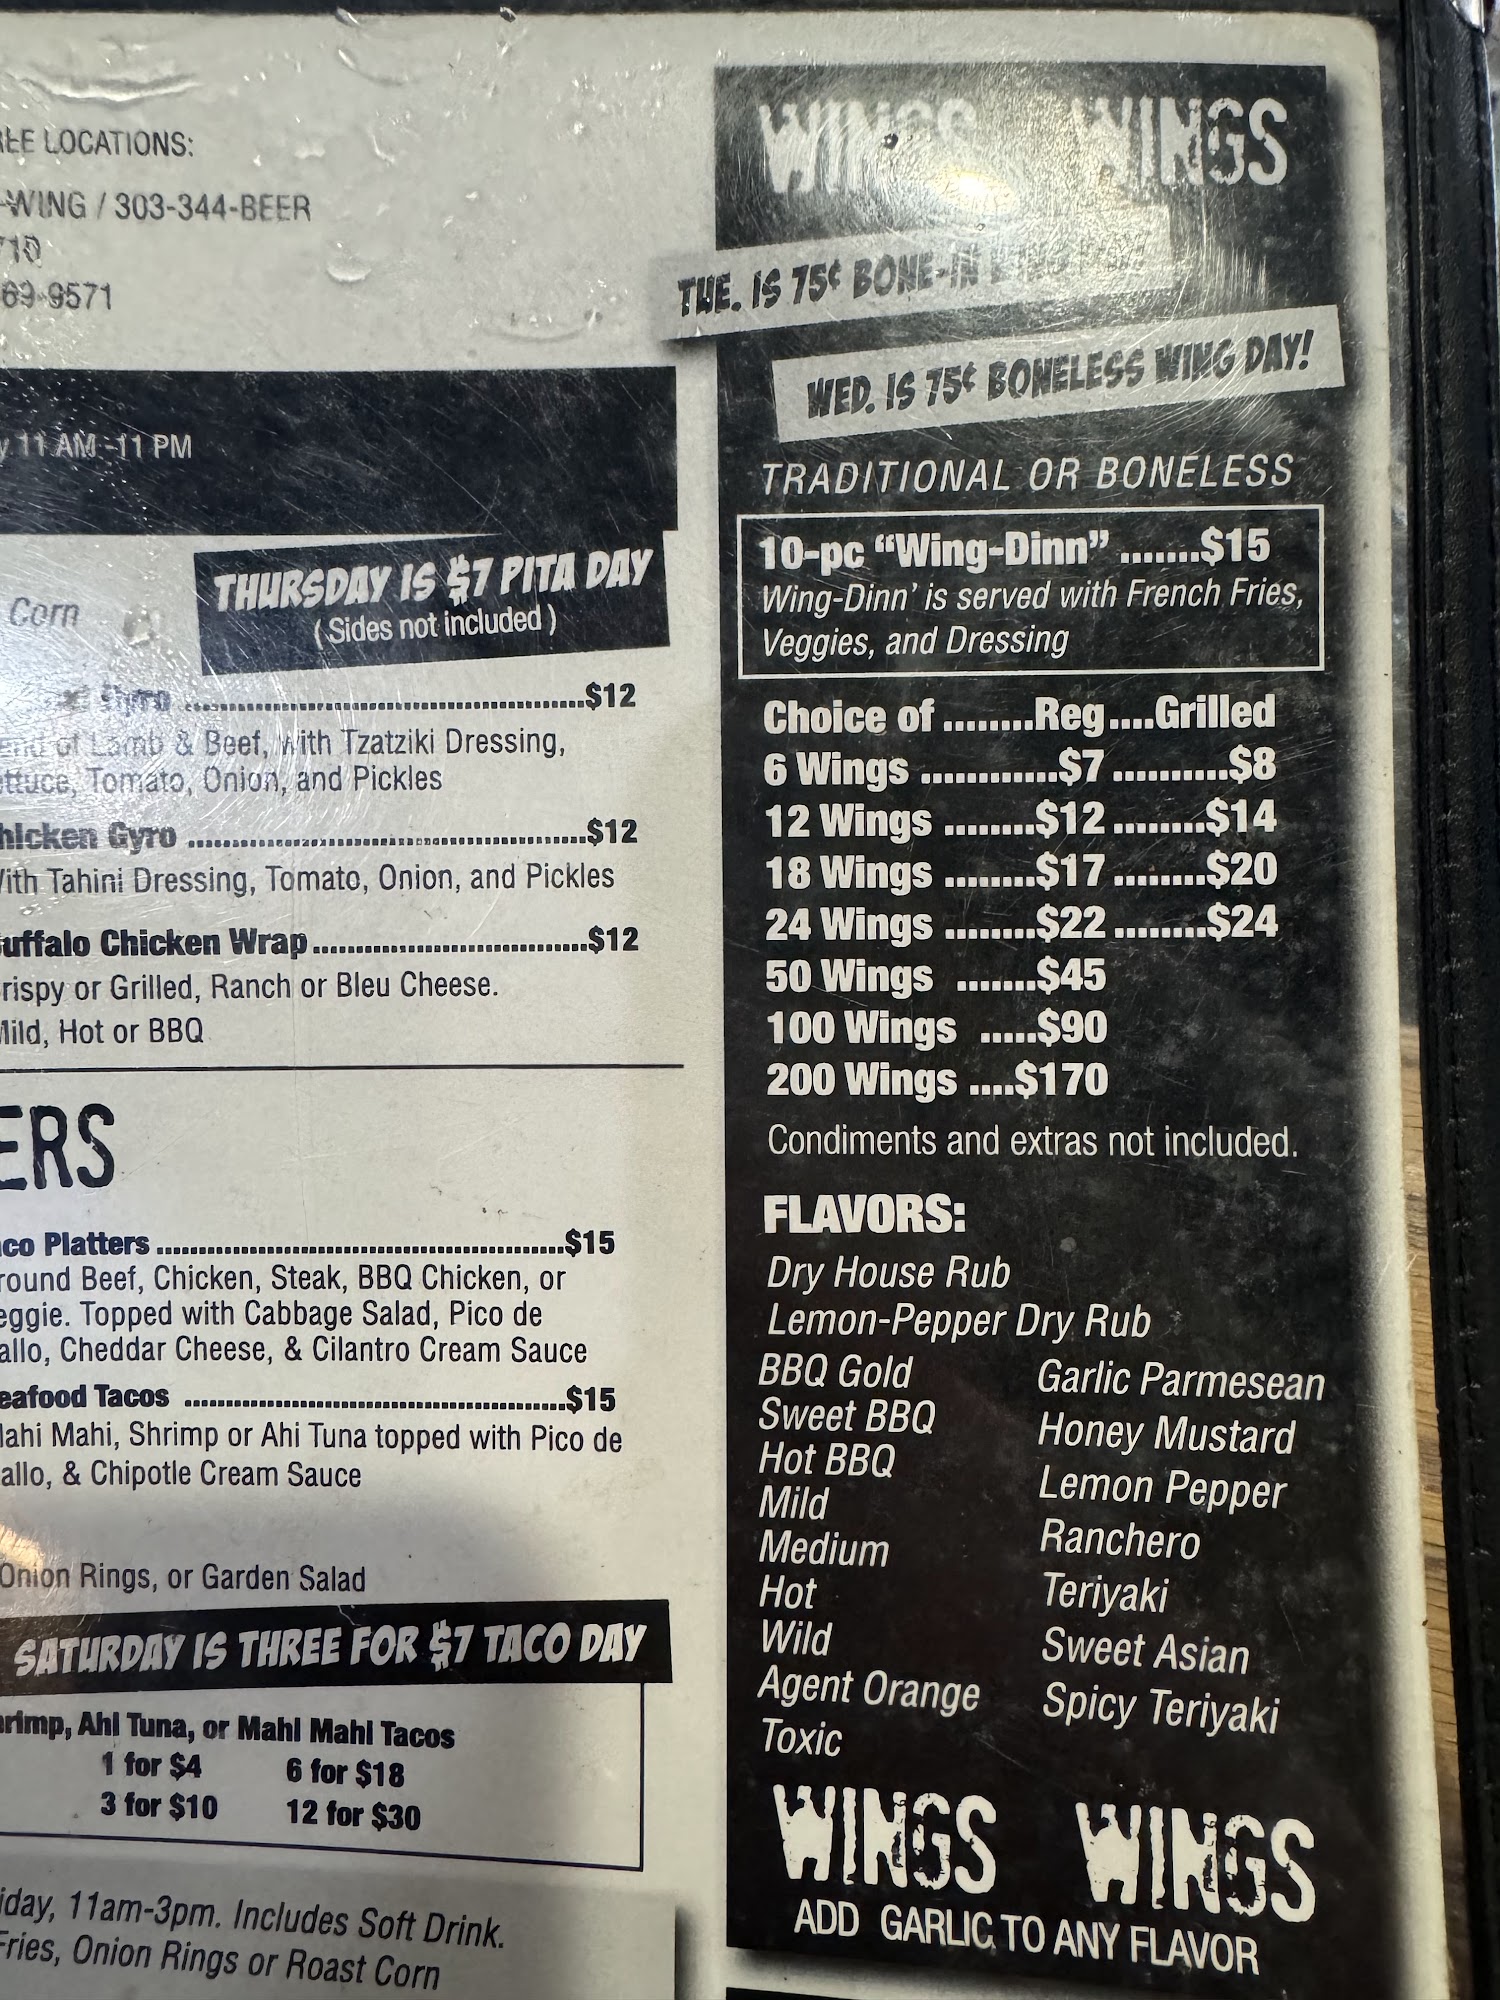 LOCATIONS:
-WING / 303-344-BEER
710
69-9571
11 AM -11 PM
THURSDAY IS $7 PITA DAY
( Sides not included )
Corn
Gyro ................................................$12
of Lamb & Beef, with Tzatziki Dressing,
ettuce, Tomato, Onion, and Pickles
hicken Gyro ................................................$12
With Tahini Dressing, Tomato, Onion, and Pickles
uffalo Chicken Wrap.................................$12
rispy or Grilled, Ranch or Bleu Cheese.
Mild, Hot or BBQ
ERS
co Platters ..................................................$15
round Beef, Chicken, Steak, BBQ Chicken, or
eggie. Topped with Cabbage Salad, Pico de
allo, Cheddar Cheese, & Cilantro Cream Sauce
eafood Tacos ..............................................$15
Mahi Mahi, Shrimp or Ahi Tuna topped with Pico de
allo, & Chipotle Cream Sauce
Onion Rings, or Garden Salad
SATURDAY IS THREE FOR $7 TACO DAY
rimp, Ahi Tuna, or Mahi Mahi Tacos
1 for $4 6 for $18
3 for $10 12 for $30
iday, 11am-3pm. Includes Soft Drink.
Fries, Onion Rings or Roast Corn
WINGS WINGS
TUE. IS 75¢ BONE-IN WING DAY!
WED. IS 75¢ BONELESS WING DAY!
TRADITIONAL OR BONELESS
10-pc “Wing-Dinn” .......$15
Wing-Dinn’ is served with French Fries,
Veggies, and Dressing
Choice of ........Reg....Grilled
6 Wings ............$7..........$8
12 Wings ........$12........$14
18 Wings ........$17........$20
24 Wings ........$22........$24
50 Wings .......$45
100 Wings .....$90
200 Wings ....$170
Condiments and extras not included.
FLAVORS:
Dry House Rub
Lemon-Pepper Dry Rub
BBQ Gold
Sweet BBQ
Hot BBQ
Mild
Medium
Hot
Wild
Agent Orange
Toxic
Garlic Parmesean
Honey Mustard
Lemon Pepper
Ranchero
Teriyaki
Sweet Asian
Spicy Teriyaki
WINGS WINGS
ADD GARLIC TO ANY FLAVOR